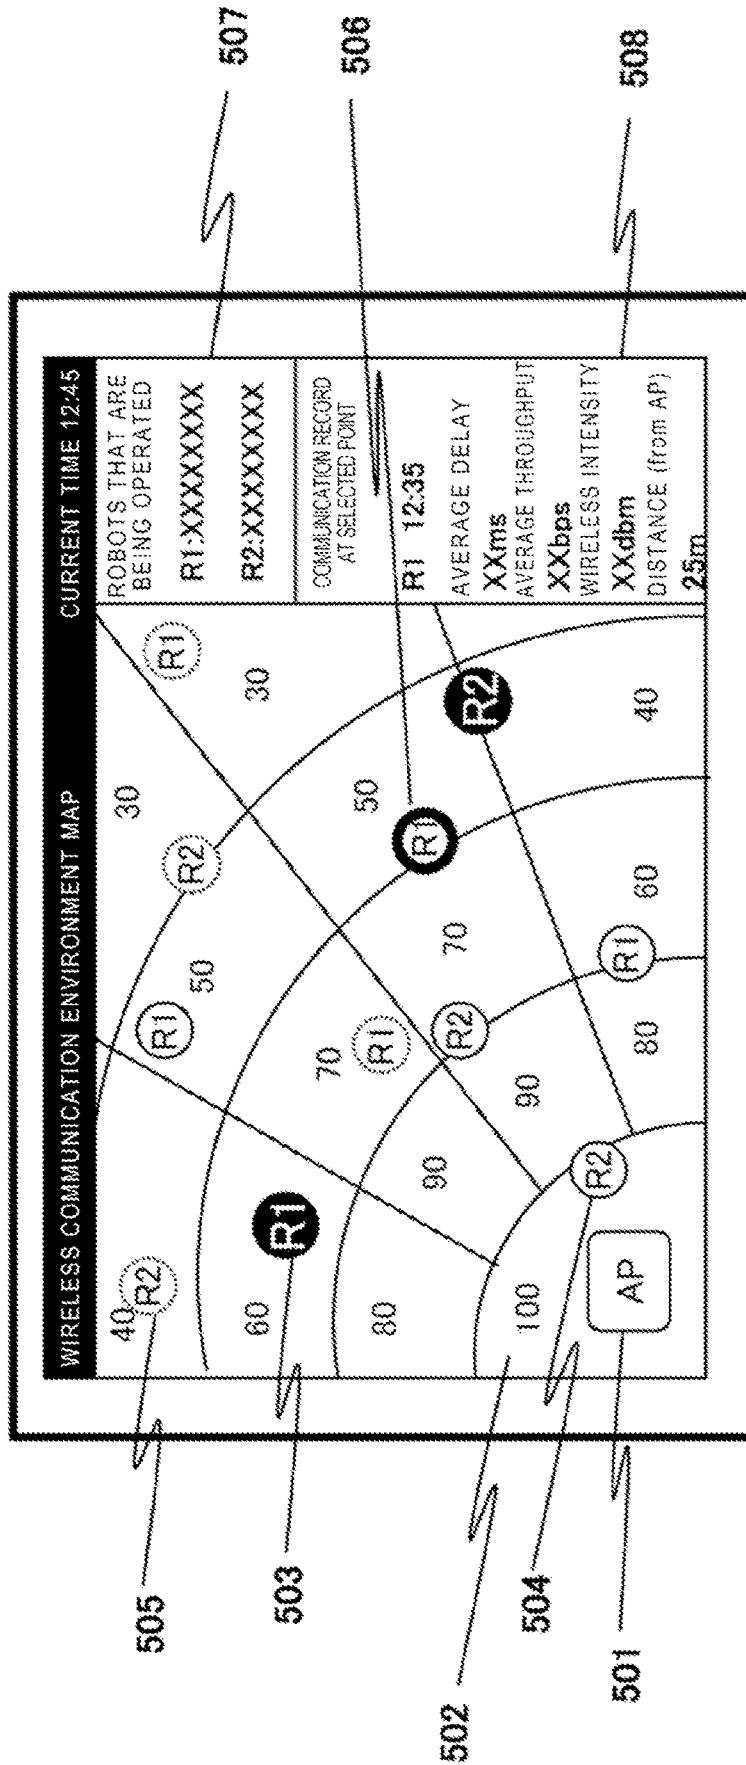 WIRELESS COMMUNICATION ENVIRONMENT MAP
CURRENT TIME 12:45
40
R2
R1
50
R2
30
R1
30
60
R1
70
R1
50
R1
R2
80
90
R2
70
40
100
90
R1
60
80
R2
AP
ROBOTS THAT ARE
BEING OPERATED
R1:XXXXXXXX
R2:XXXXXXXX
COMMUNICATION RECORD
AT SELECTED POINT
R1 12:35
AVERAGE DELAY
XXms
AVERAGE THROUGHPUT
XXbps
WIRELESS INTENSITY
XXdbm
DISTANCE (from AP)
25m
505
503
502
504
501
507
506
508